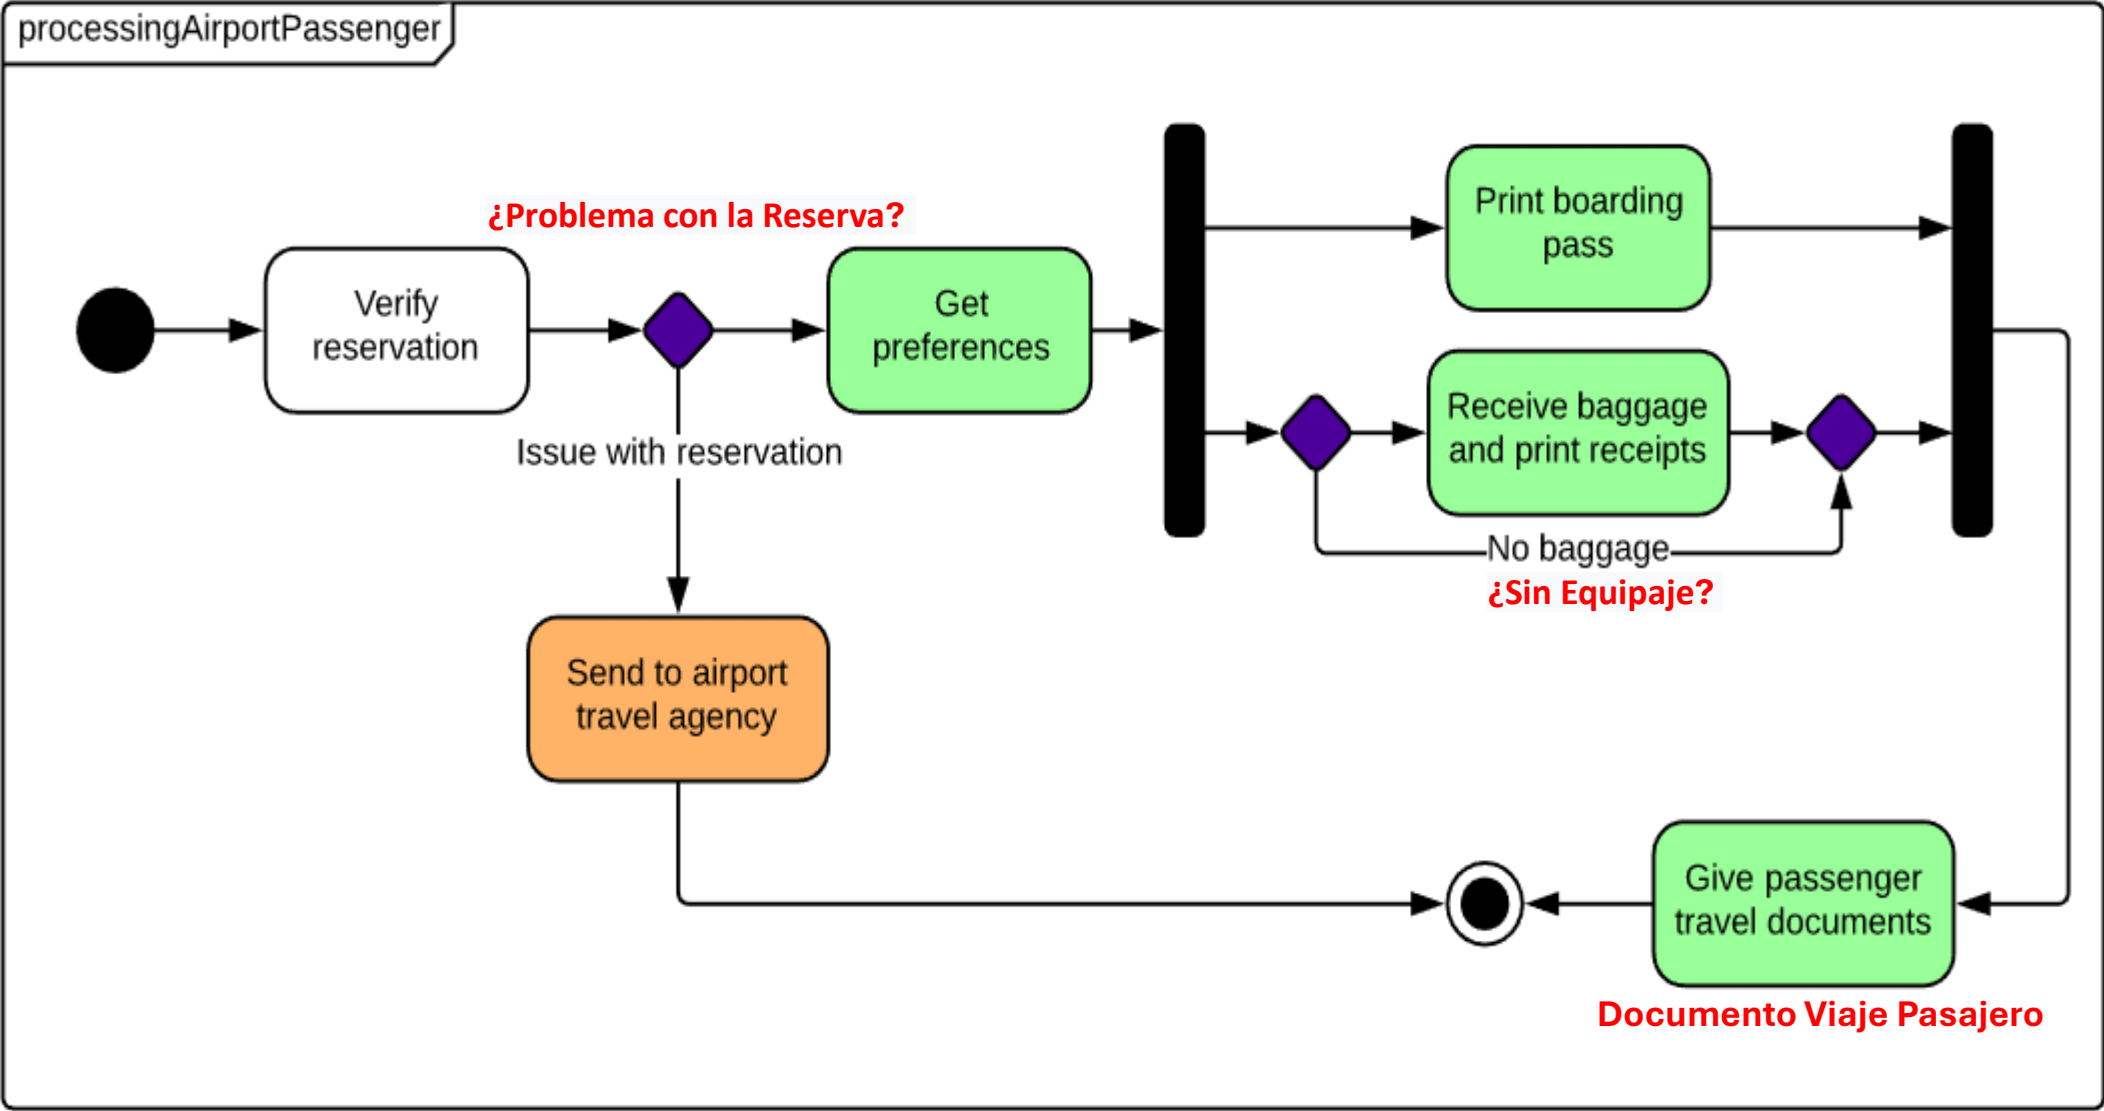 processingAirportPassenger
¿Problema con la Reserva?
Verify
reservation
Get
preferences
Print boarding
pass
Receive baggage
and print receipts
Issue with reservation
No baggage
¿Sin Equipaje?
Send to airport
travel agency
Give passenger
travel documents
Documento Viaje Pasajero